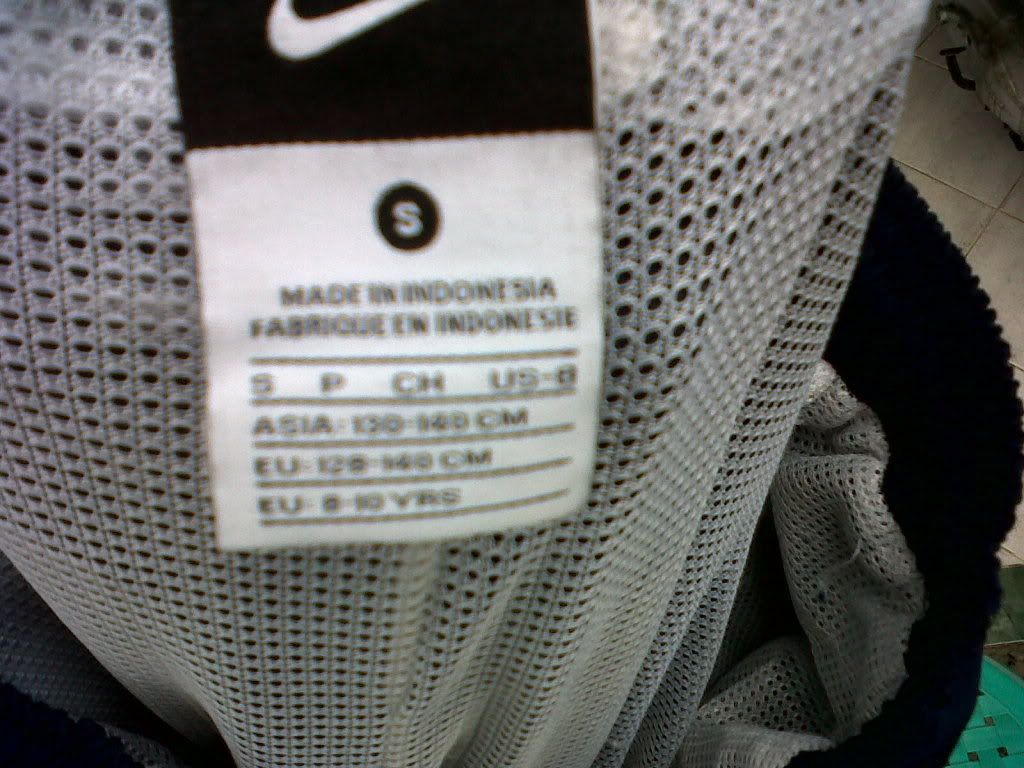 S
MADE IN INDONESIA
FABRIQUE EN INDONESIE
S P CH US-8
ASIA: 130-140 CM
EU: 128-140 CM
EU: 8-10 YRS